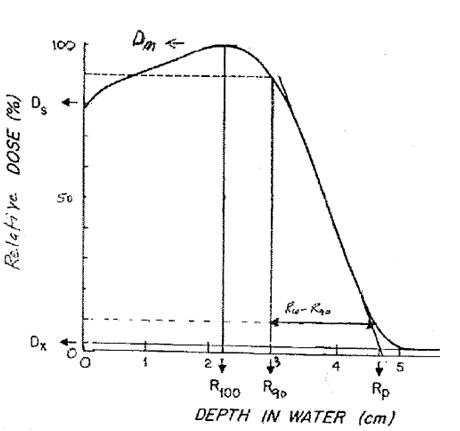 100
Dm ←
Ds ←
Relative DOSE (%)
50
R10-R90
Dx ←
0
1
2
3
4
5
R100
R90
Rp
DEPTH IN WATER (cm)